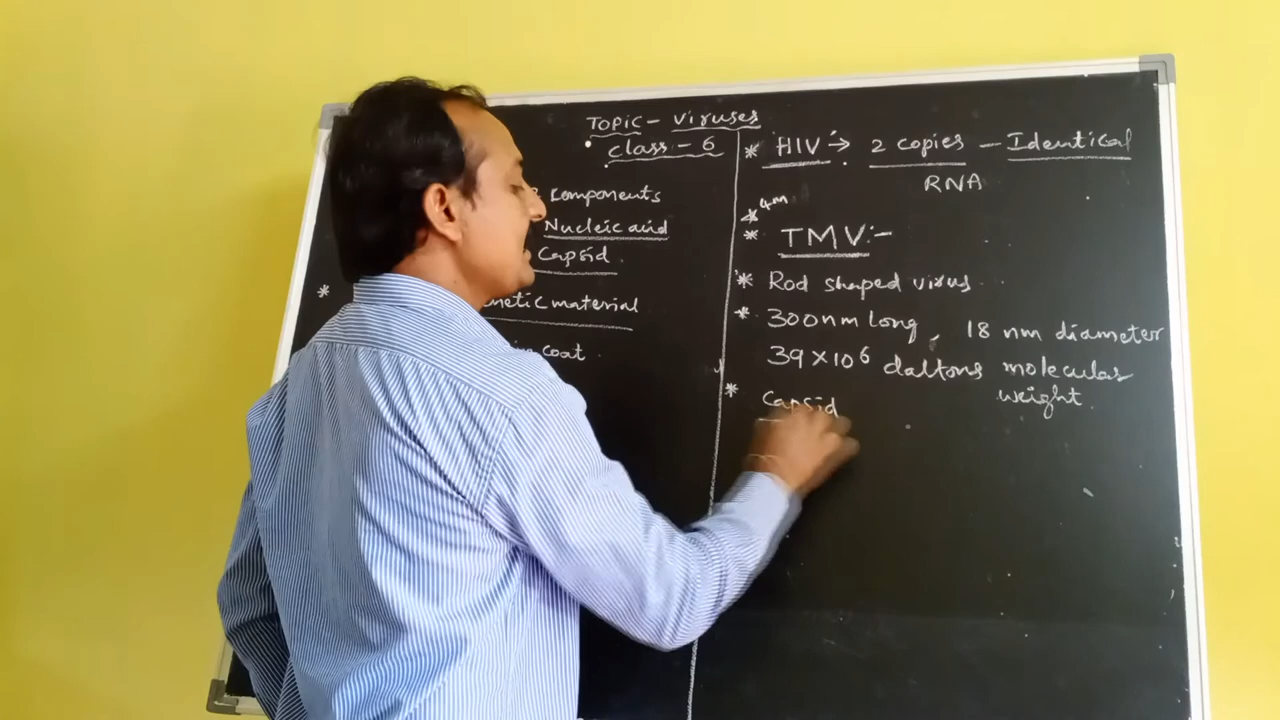 Topic - Viruses
class - 6
Components
Nucleic acid
Capsid.
netic material
coat.
* HIV → 2 copies - Identical
RNA
* TMV :-
* Rod shaped virus.
* 300nm long, 18 nm diameter
39 × 10⁶ daltons molecular
weight.
* Capsid